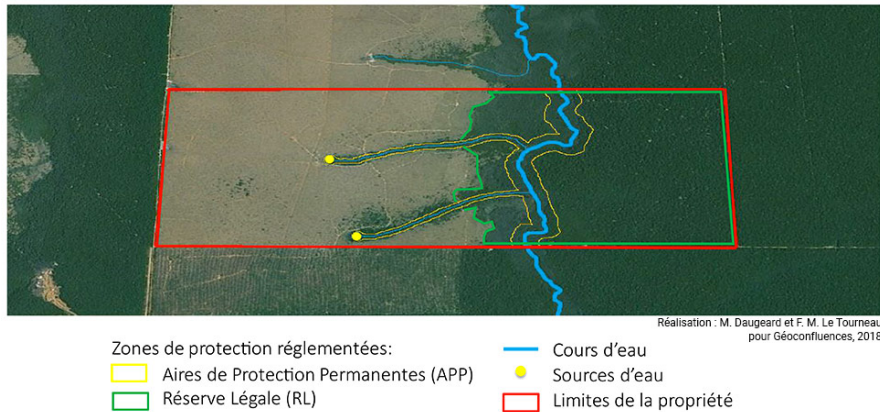 Réalisation : M. Daugeard et F. M. Le Tourneau
pour Géoconfluences, 2018
Zones de protection réglementées:
Aires de Protection Permanentes (APP)
Réserve Légale (RL)
Cours d'eau
Sources d'eau
Limites de la propriété